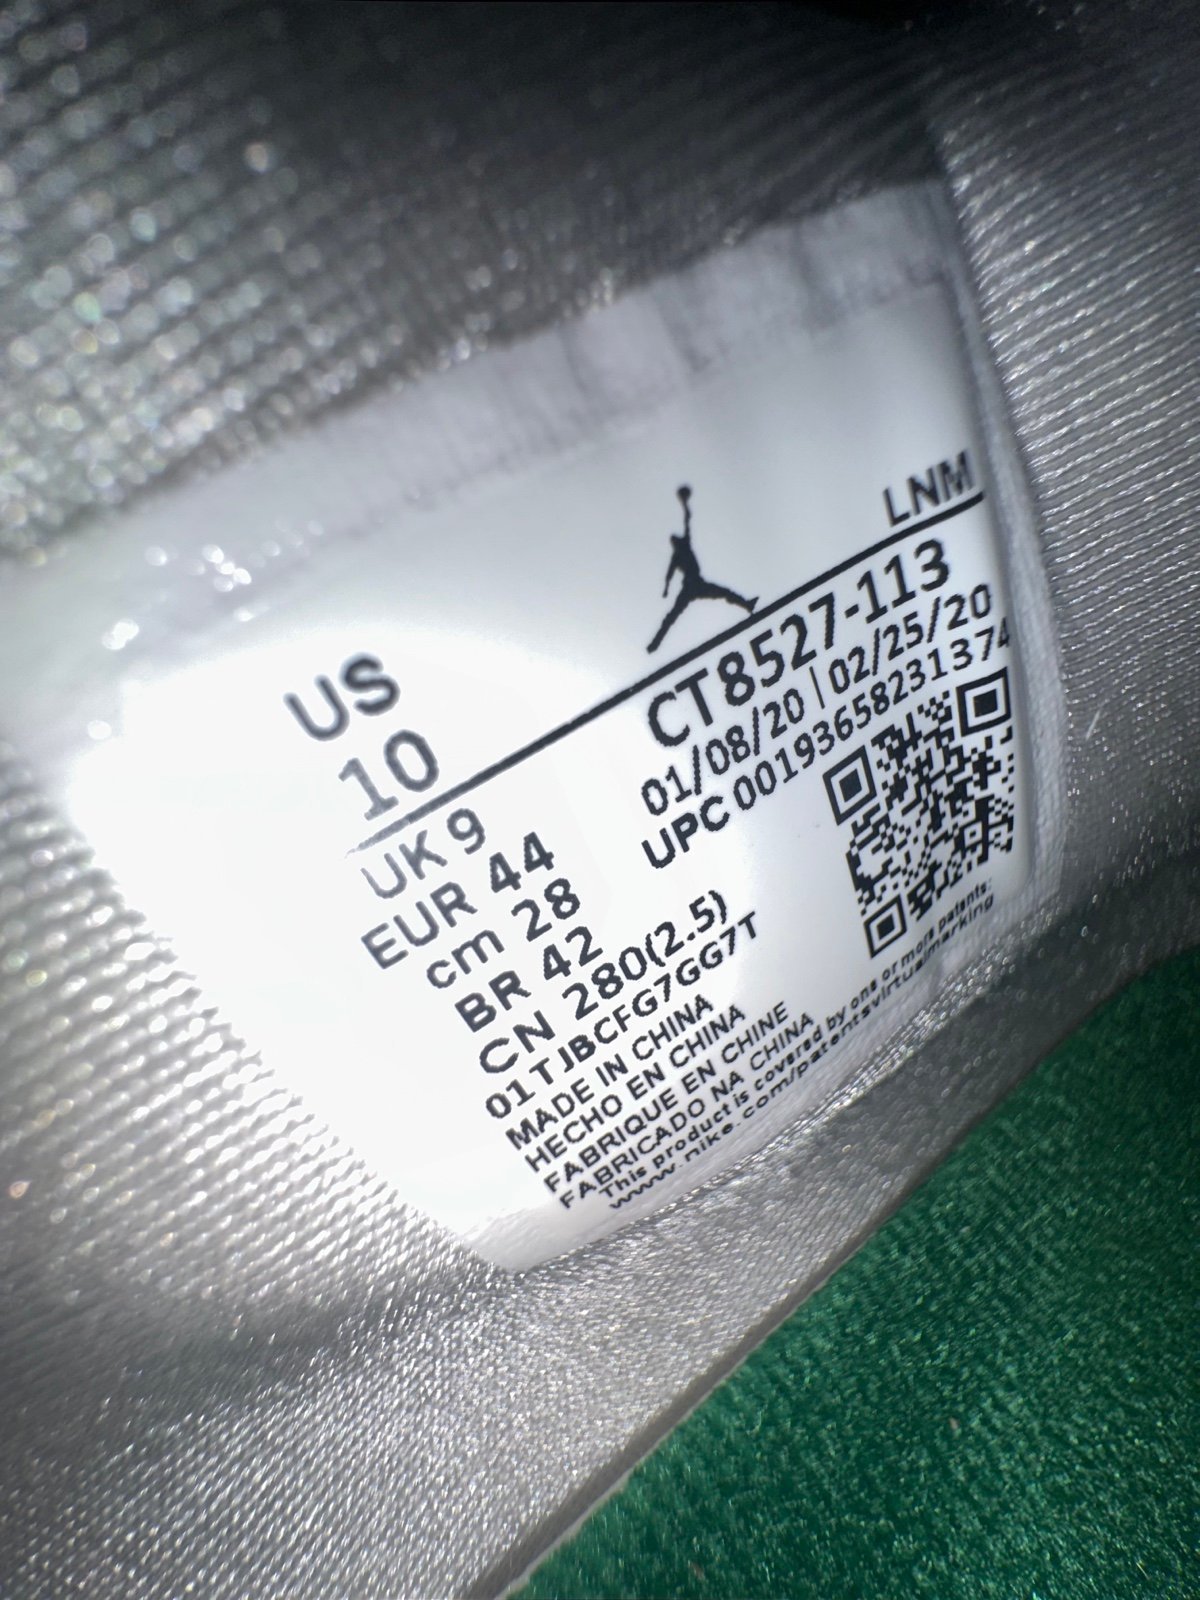 US
10
UK 9
EUR 44
cm 28
BR 42
CN 280(2.5)
01TJBCFG7GG7T
MADE IN CHINA
HECHO EN CHINA
FABRIQUE EN CHINE
FABRICADO NA CHINA
This product is covered by one or more patents:
www.nike.com/patentsvirtualmarking
LNM
CT8527-113
01/08/20 | 02/25/20
UPC 00193658231374